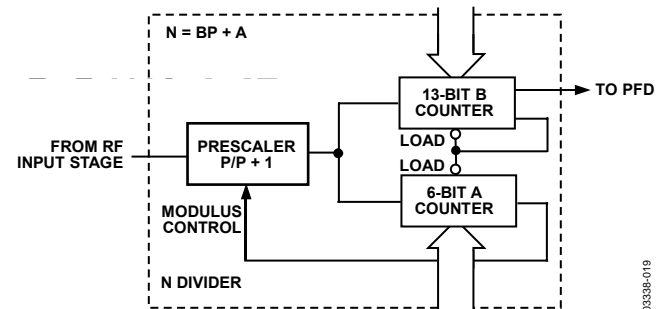 N = BP + A
13-BIT B
COUNTER
TO PFD
FROM RF
INPUT STAGE
PRESCALER
P/P + 1
LOAD
LOAD
MODULUS
CONTROL
6-BIT A
COUNTER
N DIVIDER
03338-019